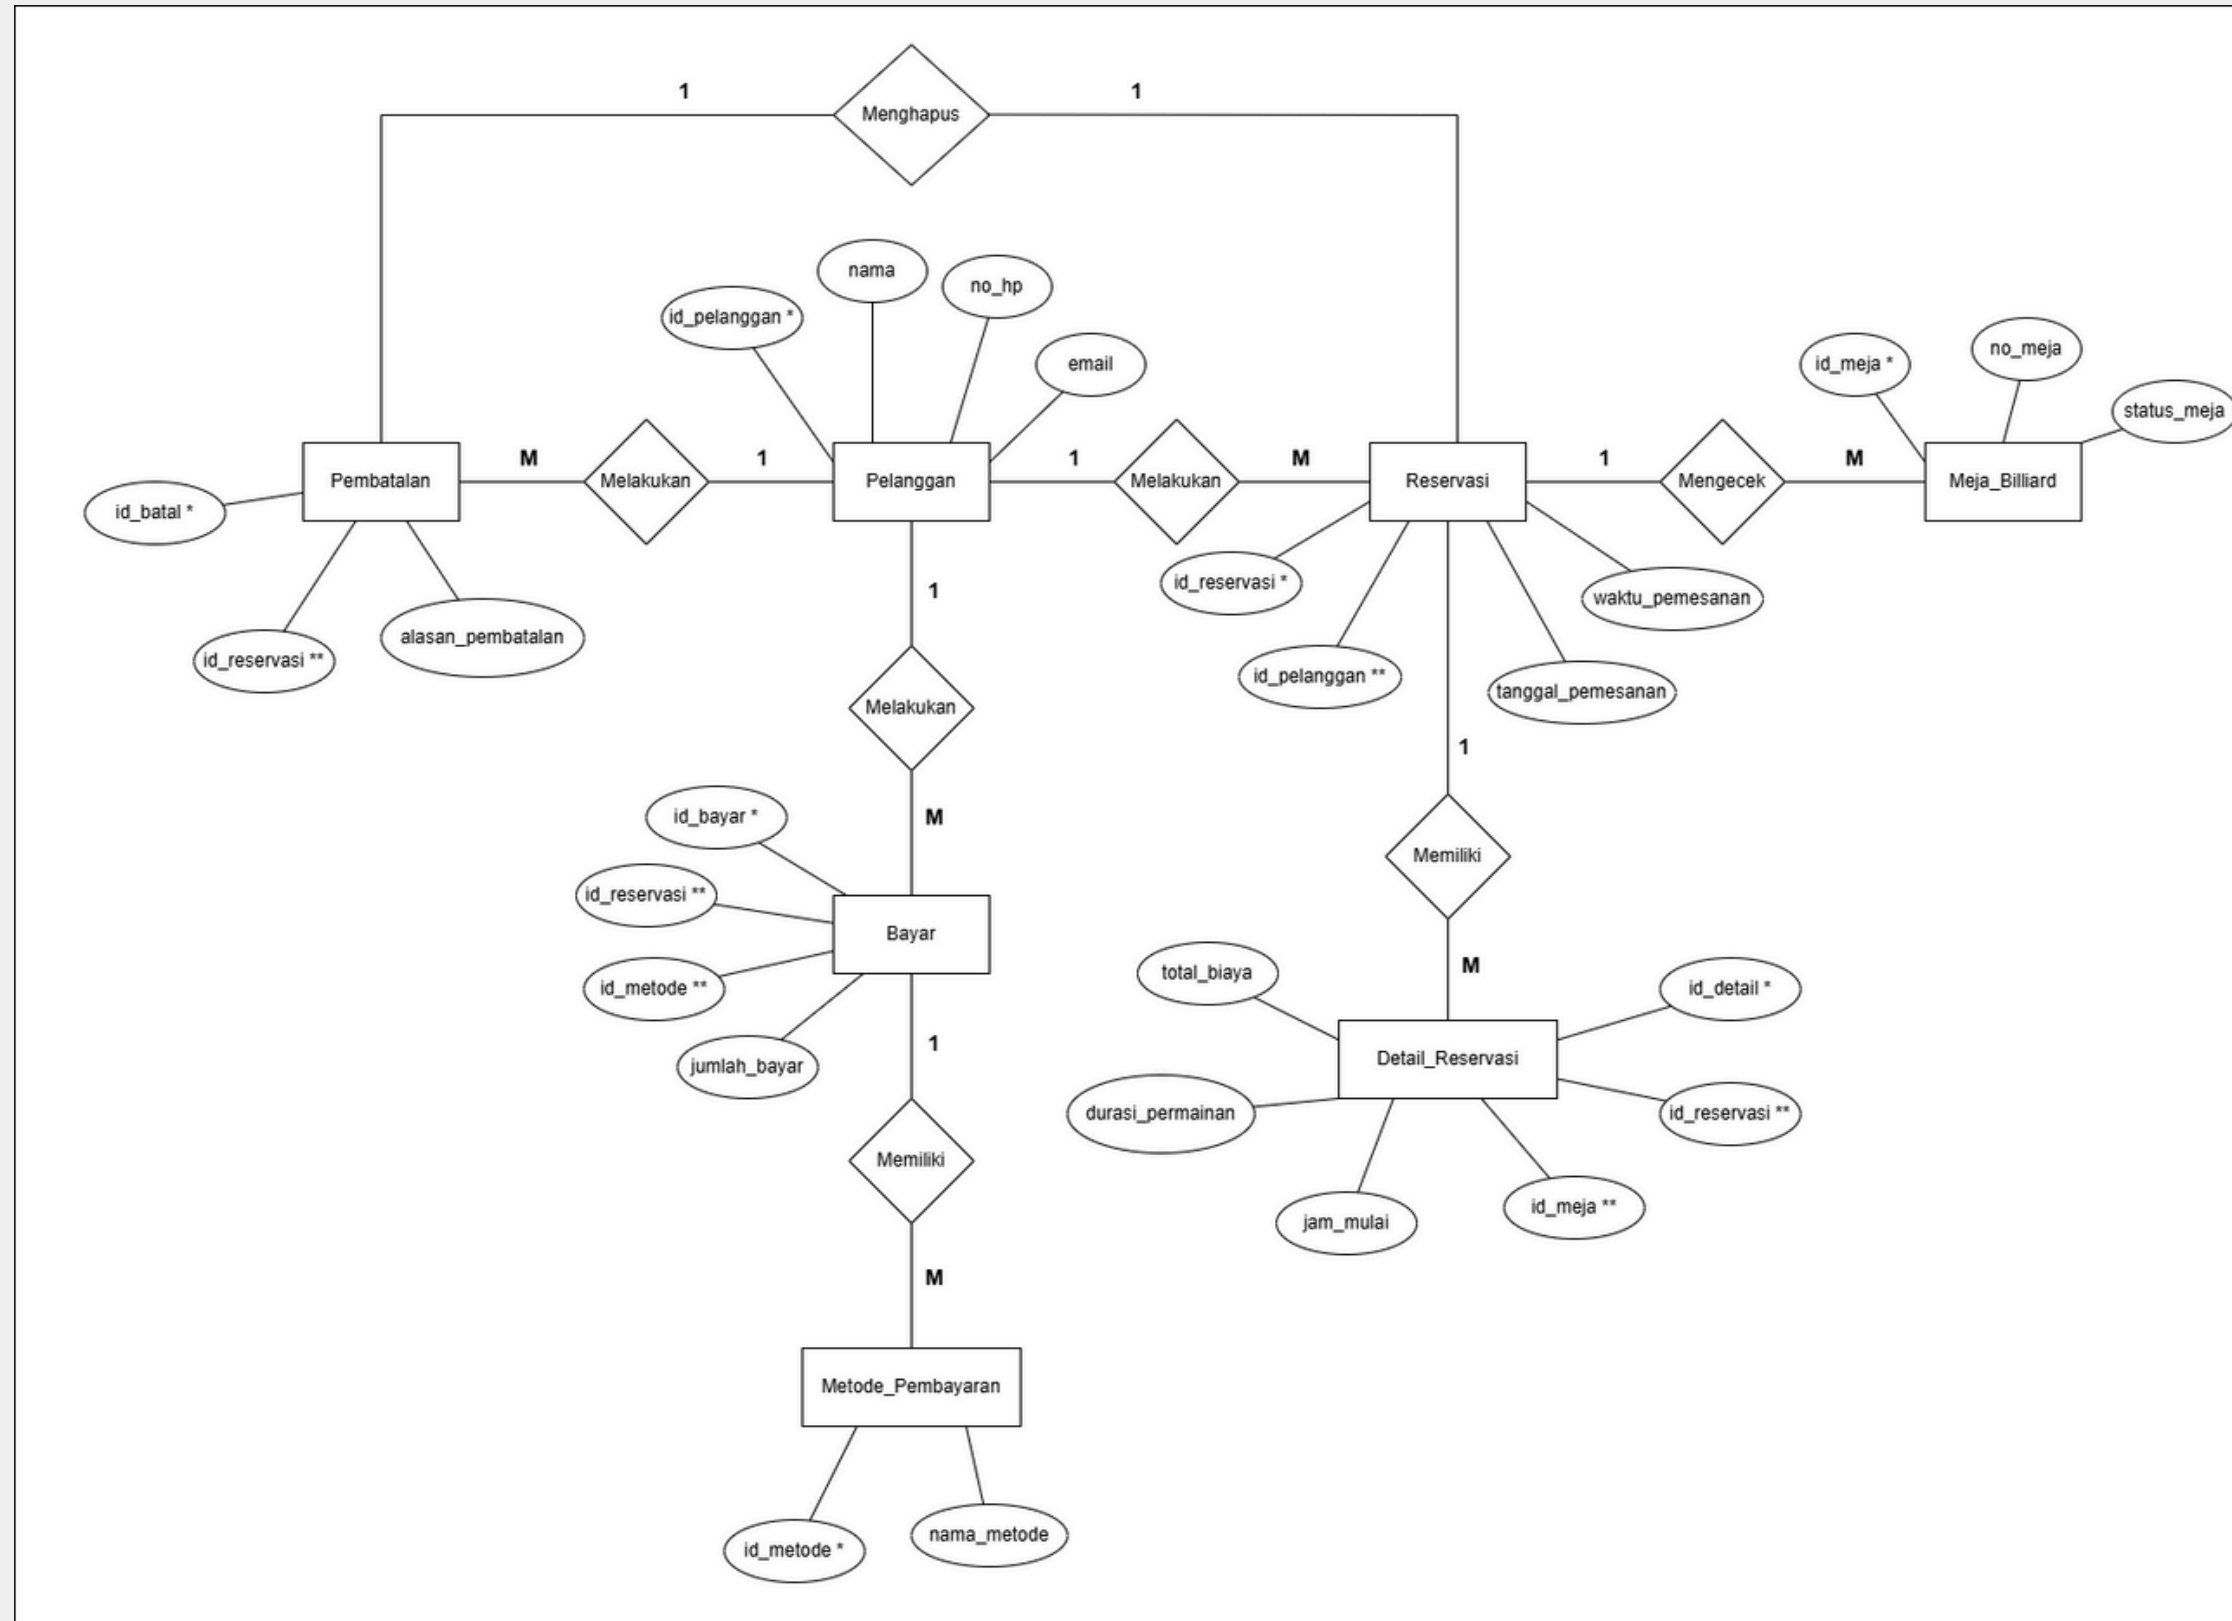 1
1
Menghapus
nama
no_hp
id_pelanggan *
email
id_meja *
no_meja
status_meja
Pembatalan
M
Melakukan
1
Pelanggan
1
Melakukan
M
Reservasi
1
Mengecek
M
Meja_Billiard
id_batal *
id_reservasi **
alasan_pembatalan
1
id_reservasi *
id_pelanggan **
tanggal_pemesanan
waktu_pemesanan
Melakukan
1
M
id_bayar *
id_reservasi **
Bayar
id_metode **
jumlah_bayar
1
Memiliki
M
total_biaya
id_detail *
Detail_Reservasi
durasi_permainan
id_reservasi **
jam_mulai
id_meja **
Memiliki
M
Metode_Pembayaran
id_metode *
nama_metode